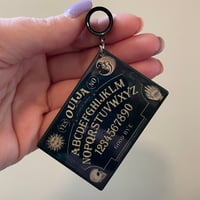 YES OUIJA NO
ABCDEFGHIJKLM
NOPQRSTUVWXYZ
1234567890
GOOD BYE